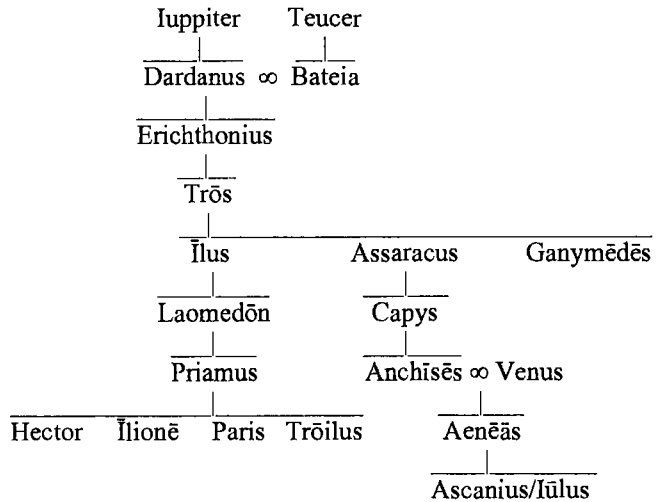 Iuppiter Teucer
Dardanus ∞ Bateia
Erichthonius
Trōs
Īlus Assaracus Ganymēdēs
Laomedōn Capys
Priamus Anchīsēs ∞ Venus
Hector Īlionē Paris Trōilus Aenēās
Ascanius/Iūlus